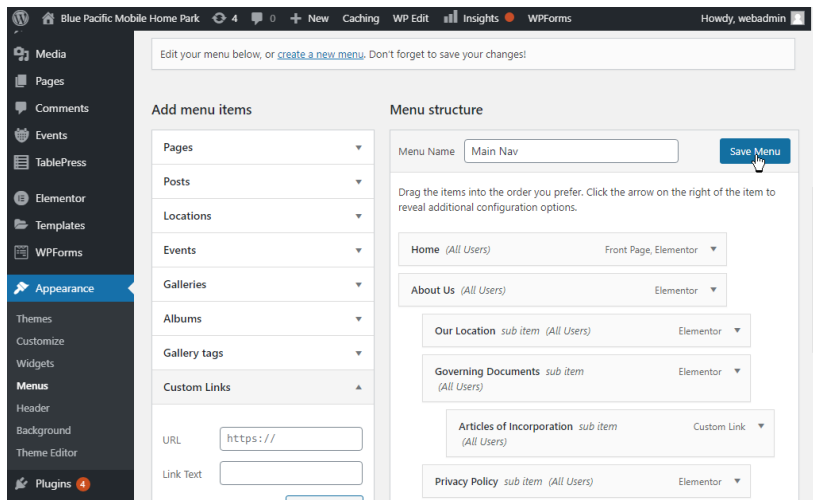 Blue Pacific Mobile Home Park 4 0 New Caching WP Edit Insights WPForms Howdy, webadmin
Media
Pages
Comments
Events
TablePress
Elementor
Templates
WPForms
Appearance
Themes
Customize
Widgets
Menus
Header
Background
Theme Editor
Plugins 4
Edit your menu below, or create a new menu. Don't forget to save your changes!
Add menu items
Pages
Posts
Locations
Events
Galleries
Albums
Gallery tags
Custom Links
URL https://
Link Text
Menu structure
Menu Name Main Nav Save Menu
Drag the items into the order you prefer. Click the arrow on the right of the item to
reveal additional configuration options.
Home (All Users) Front Page, Elementor
About Us (All Users) Elementor
Our Location sub item (All Users) Elementor
Governing Documents sub item Elementor
(All Users)
Articles of Incorporation sub item Custom Link
(All Users)
Privacy Policy sub item (All Users) Elementor